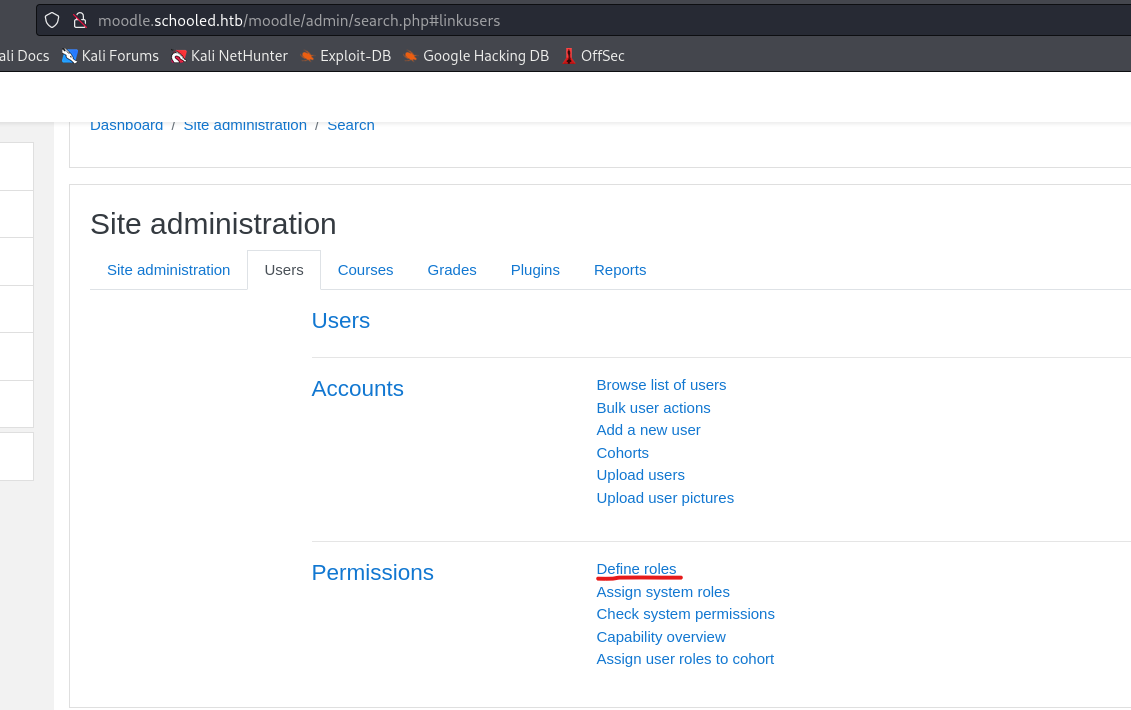 moodle.schooled.htb/moodle/admin/search.php#linkusers
ali Docs Kali Forums Kali NetHunter Exploit-DB Google Hacking DB OffSec
Dashboard / Site administration / Search
Site administration
Site administration Users Courses Grades Plugins Reports
Users
Accounts
Browse list of users
Bulk user actions
Add a new user
Cohorts
Upload users
Upload user pictures
Permissions
Define roles
Assign system roles
Check system permissions
Capability overview
Assign user roles to cohort